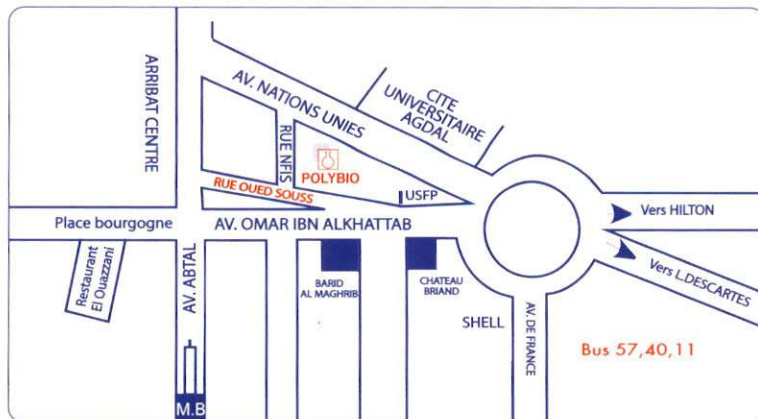 ARRIBAT CENTRE
AV. NATIONS UNIES
CITE
UNIVERSITAIRE
AGDAL
RUE NFIS
POLYBIO
RUE OUED SOUSS
USFP
Place bourgogne
AV. OMAR IBN ALKHATTAB
Vers HILTON
Vers L.DESCARTES
Restaurant
El Ouazzani
AV. ABTAL
BARID
AL MAGHRIB
CHATEAU
BRIAND
SHELL
AV. DE FRANCE
Bus 57,40,11
M.B